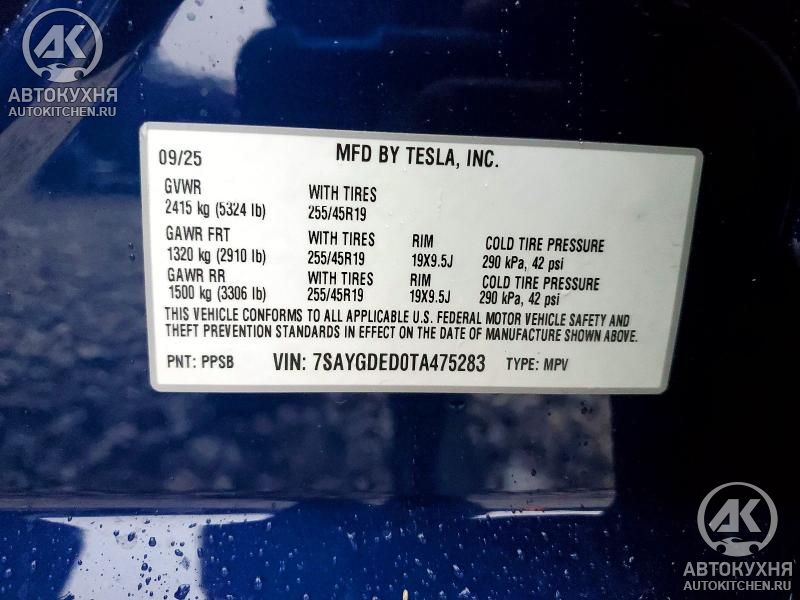 AK
АВТОКУХНЯ
AUTOKITCHEN.RU
09/25 MFD BY TESLA, INC.
GVWR WITH TIRES
2415 kg (5324 lb) 255/45R19
GAWR FRT WITH TIRES RIM COLD TIRE PRESSURE
1320 kg (2910 lb) 255/45R19 19X9.5J 290 kPa, 42 psi
GAWR RR WITH TIRES RIM COLD TIRE PRESSURE
1500 kg (3306 lb) 255/45R19 19X9.5J 290 kPa, 42 psi
THIS VEHICLE CONFORMS TO ALL APPLICABLE U.S. FEDERAL MOTOR VEHICLE SAFETY AND
THEFT PREVENTION STANDARDS IN EFFECT ON THE DATE OF MANUFACTURE SHOWN ABOVE.
PNT: PPSB VIN: 7SAYGDED0TA475283 TYPE: MPV
AK
АВТОКУХНЯ
AUTOKITCHEN.RU